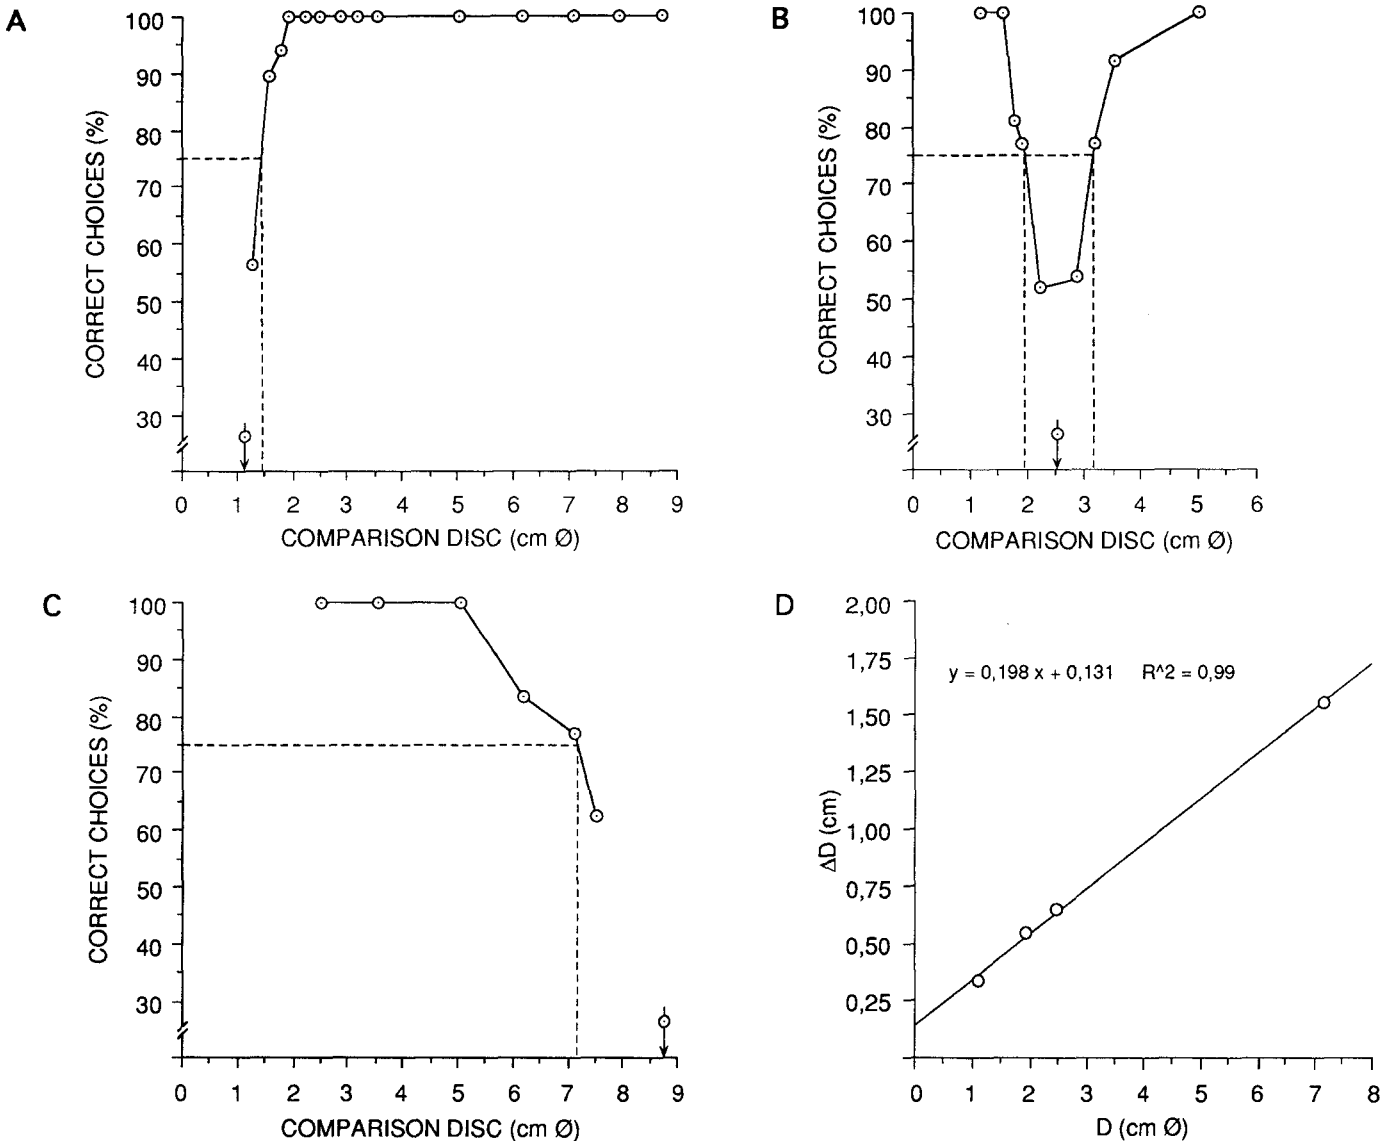 A
CORRECT CHOICES (%)
100
90
80
70
60
50
40
30
0 1 2 3 4 5 6 7 8 9
COMPARISON DISC (cm Ø)
B
CORRECT CHOICES (%)
100
90
80
70
60
50
40
30
0 1 2 3 4 5 6
COMPARISON DISC (cm Ø)
C
CORRECT CHOICES (%)
100
90
80
70
60
50
40
30
0 1 2 3 4 5 6 7 8 9
COMPARISON DISC (cm Ø)
D
ΔD (cm)
2,00
1,75
1,50
1,25
1,00
0,75
0,50
0,25
y = 0,198 x + 0,131 R^2 = 0,99
0 1 2 3 4 5 6 7 8
D (cm Ø)